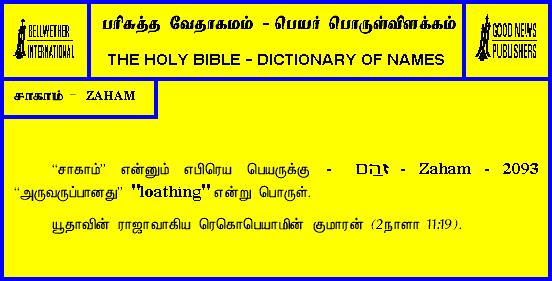 BELLWETHER
INTERNATIONAL
பரிசுத்த வேதாகமம் - பெயர் பொருள்விளக்கம்
THE HOLY BIBLE - DICTIONARY OF NAMES
GOOD NEWS
PUBLISHERS
சாகாம் - ZAHAM
“சாகாம்” என்னும் எபிரெய பெயருக்கு - זהם - Zaham - 2093
“அருவருப்பானது” "loathing" என்று பொருள்.
யூதாவின் ராஜாவாகிய ரெகொபெயாமின் குமாரன் (2நாளா 11:19).